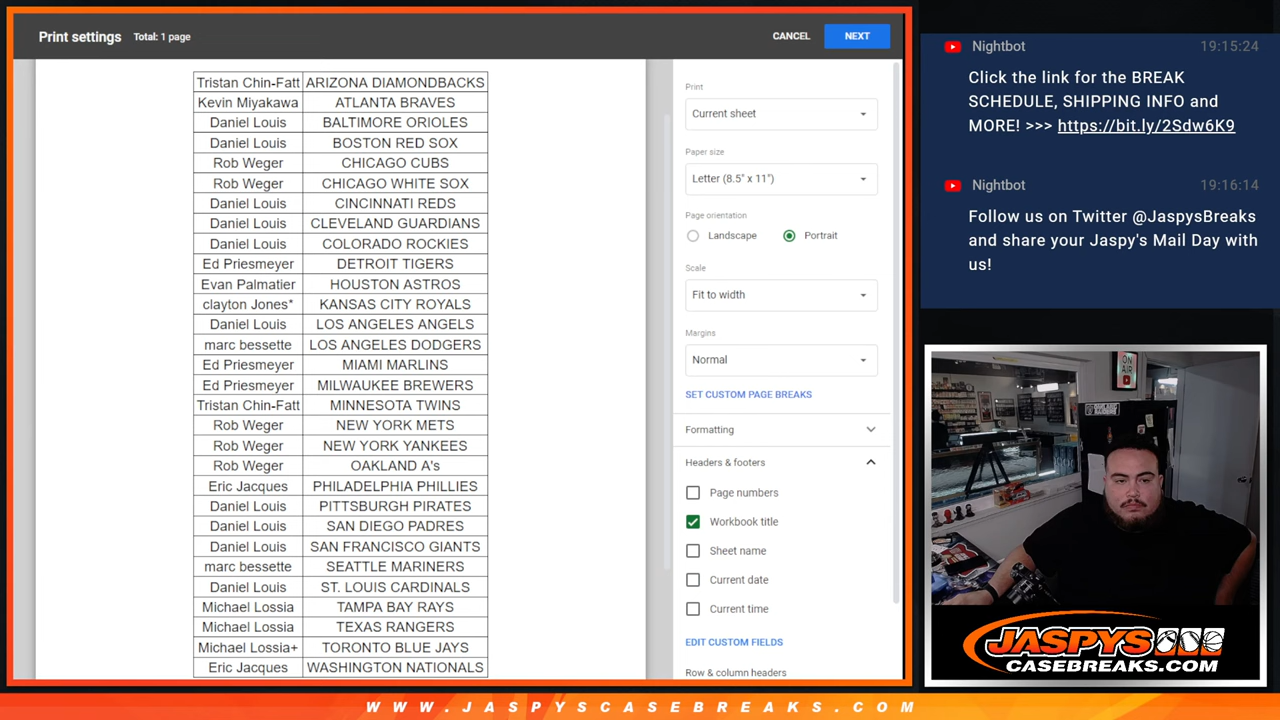 Print settings Total: 1 page CANCEL NEXT
Tristan Chin-Fatt ARIZONA DIAMONDBACKS
Kevin Miyakawa ATLANTA BRAVES
Daniel Louis BALTIMORE ORIOLES
Daniel Louis BOSTON RED SOX
Rob Weger CHICAGO CUBS
Rob Weger CHICAGO WHITE SOX
Daniel Louis CINCINNATI REDS
Daniel Louis CLEVELAND GUARDIANS
Daniel Louis COLORADO ROCKIES
Ed Priesmeyer DETROIT TIGERS
Evan Palmatier HOUSTON ASTROS
clayton Jones* KANSAS CITY ROYALS
Daniel Louis LOS ANGELES ANGELS
marc bessette LOS ANGELES DODGERS
Ed Priesmeyer MIAMI MARLINS
Ed Priesmeyer MILWAUKEE BREWERS
Tristan Chin-Fatt MINNESOTA TWINS
Rob Weger NEW YORK METS
Rob Weger NEW YORK YANKEES
Rob Weger OAKLAND A's
Eric Jacques PHILADELPHIA PHILLIES
Daniel Louis PITTSBURGH PIRATES
Daniel Louis SAN DIEGO PADRES
Daniel Louis SAN FRANCISCO GIANTS
marc bessette SEATTLE MARINERS
Daniel Louis ST. LOUIS CARDINALS
Michael Lossia TAMPA BAY RAYS
Michael Lossia TEXAS RANGERS
Michael Lossia+ TORONTO BLUE JAYS
Eric Jacques WASHINGTON NATIONALS
Print
Current sheet
Paper size
Letter (8.5" x 11")
Page orientation
Landscape Portrait
Scale
Fit to width
Margins
Normal
SET CUSTOM PAGE BREAKS
Formatting
Headers & footers
Page numbers
Workbook title
Sheet name
Current date
Current time
EDIT CUSTOM FIELDS
Row & column headers
Nightbot 19:15:24
Click the link for the BREAK
SCHEDULE, SHIPPING INFO and
MORE! >>> https://bit.ly/2Sdw6K9
Nightbot 19:16:14
Follow us on Twitter @JaspysBreaks
and share your Jaspy's Mail Day with
us!
ON
AIR
JASPYS
CASEBREAKS.COM
WWW.JASPYSCASEBREAKS.COM